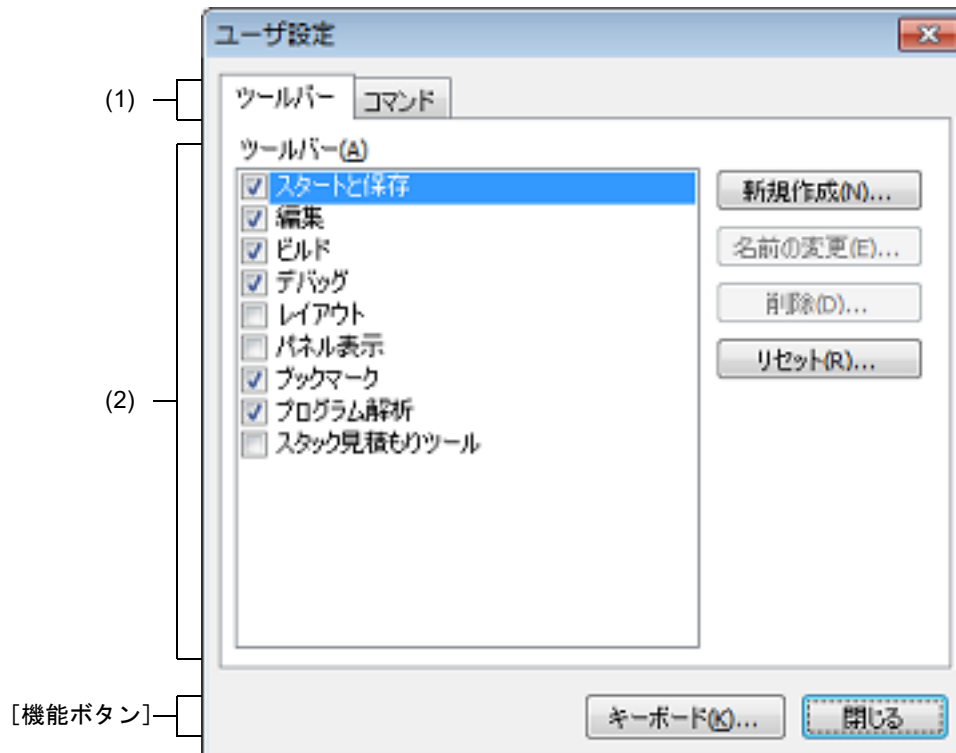 ユーザ設定
(1)
ツールバー
コマンド
ツールバー(A)
(2)
スタートと保存
編集
ビルド
デバッグ
レイアウト
パネル表示
ブックマーク
プログラム解析
スタック見積もりツール
新規作成(N)...
名前の変更(E)...
削除(D)...
リセット(R)...
[機能ボタン]
キーボード(K)...
閉じる